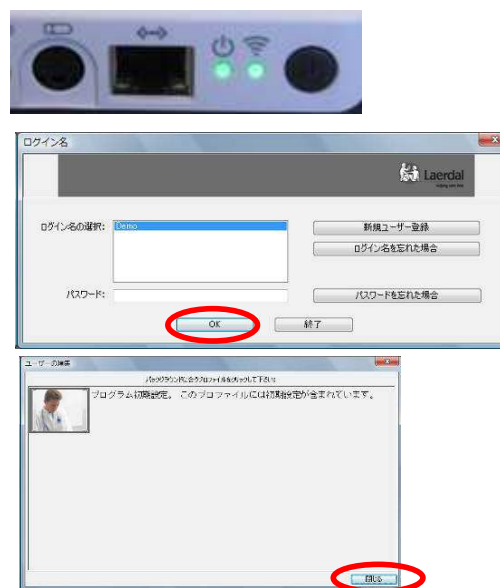 ログイン名
Laerdal
helping save lives
ログイン名の選択:
Demo
新規ユーザー登録
ログイン名を忘れた場合
パスワード:
パスワードを忘れた場合
OK
終了
ユーザーの編集
バックグラウンドに合うプロファイルをクリックして下さい
プログラム初期設定。 このプロファイルには初期設定が含まれています。
閉じる